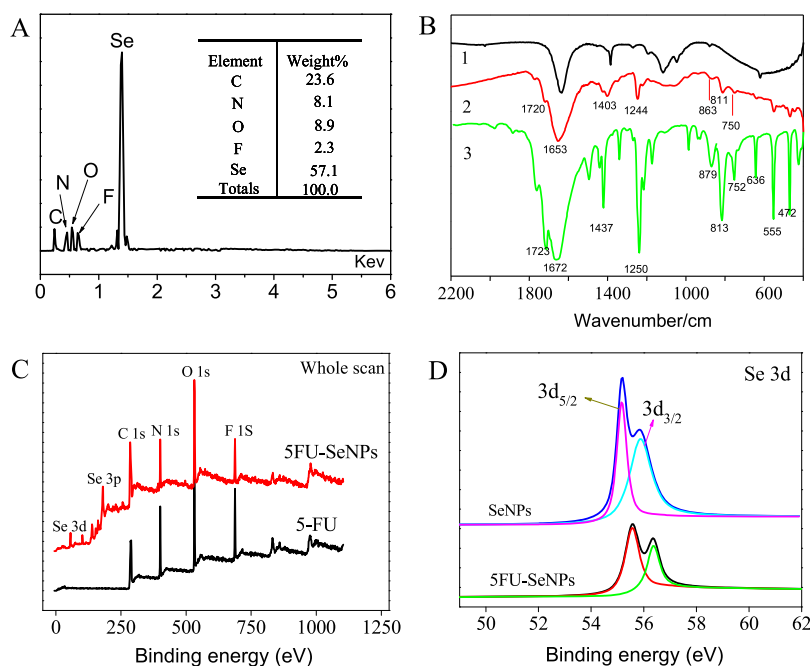 A
Se
Element Weight%
C 23.6
N 8.1
O 8.9
F 2.3
Se 57.1
Totals 100.0
N
O
F
C
Kev
0 1 2 3 4 5 6
B
1
2
3
1720
1653
1403
1244
863
811
750
1723
1672
1437
1250
879
813
752
636
555
472
2200 1800 1400 1000 600
Wavenumber/cm
C
Whole scan
O 1s
C 1s
N 1s
F 1S
Se 3p
Se 3d
5FU-SeNPs
5-FU
0 250 500 750 1000 1250
Binding energy (eV)
D
Se 3d
3d5/2
3d3/2
SeNPs
5FU-SeNPs
50 52 54 56 58 60 62
Binding energy (eV)